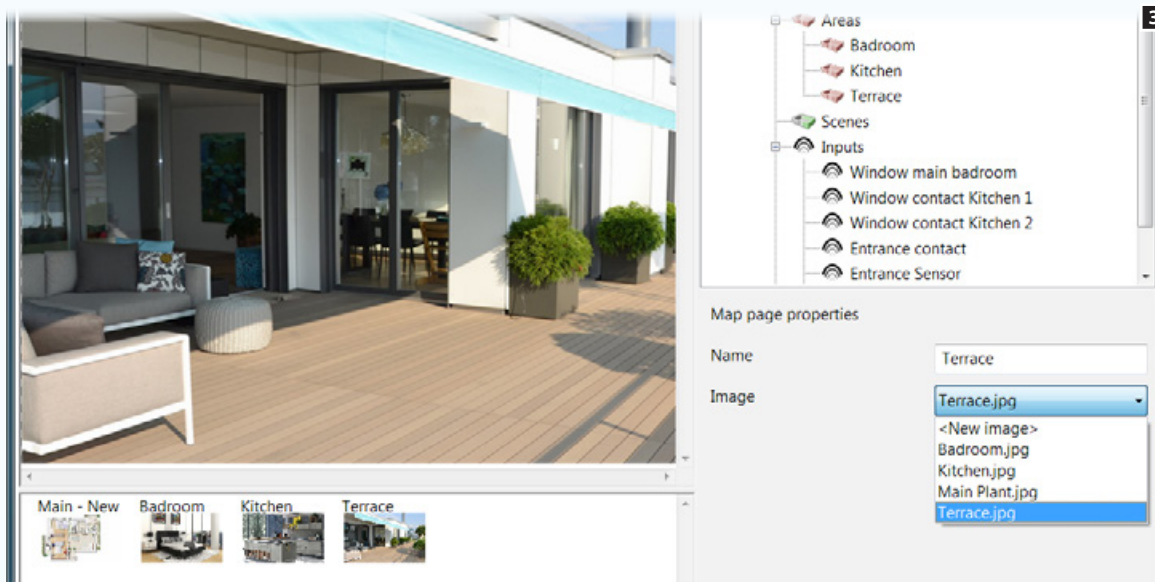 3
Areas
Badroom
Kitchen
Terrace
Scenes
Inputs
Window main badroom
Window contact Kitchen 1
Window contact Kitchen 2
Entrance contact
Entrance Sensor
Map page properties
Name Terrace
Image Terrace.jpg
<New image>
Badroom.jpg
Kitchen.jpg
Main Plant.jpg
Terrace.jpg
Main - New Badroom Kitchen Terrace